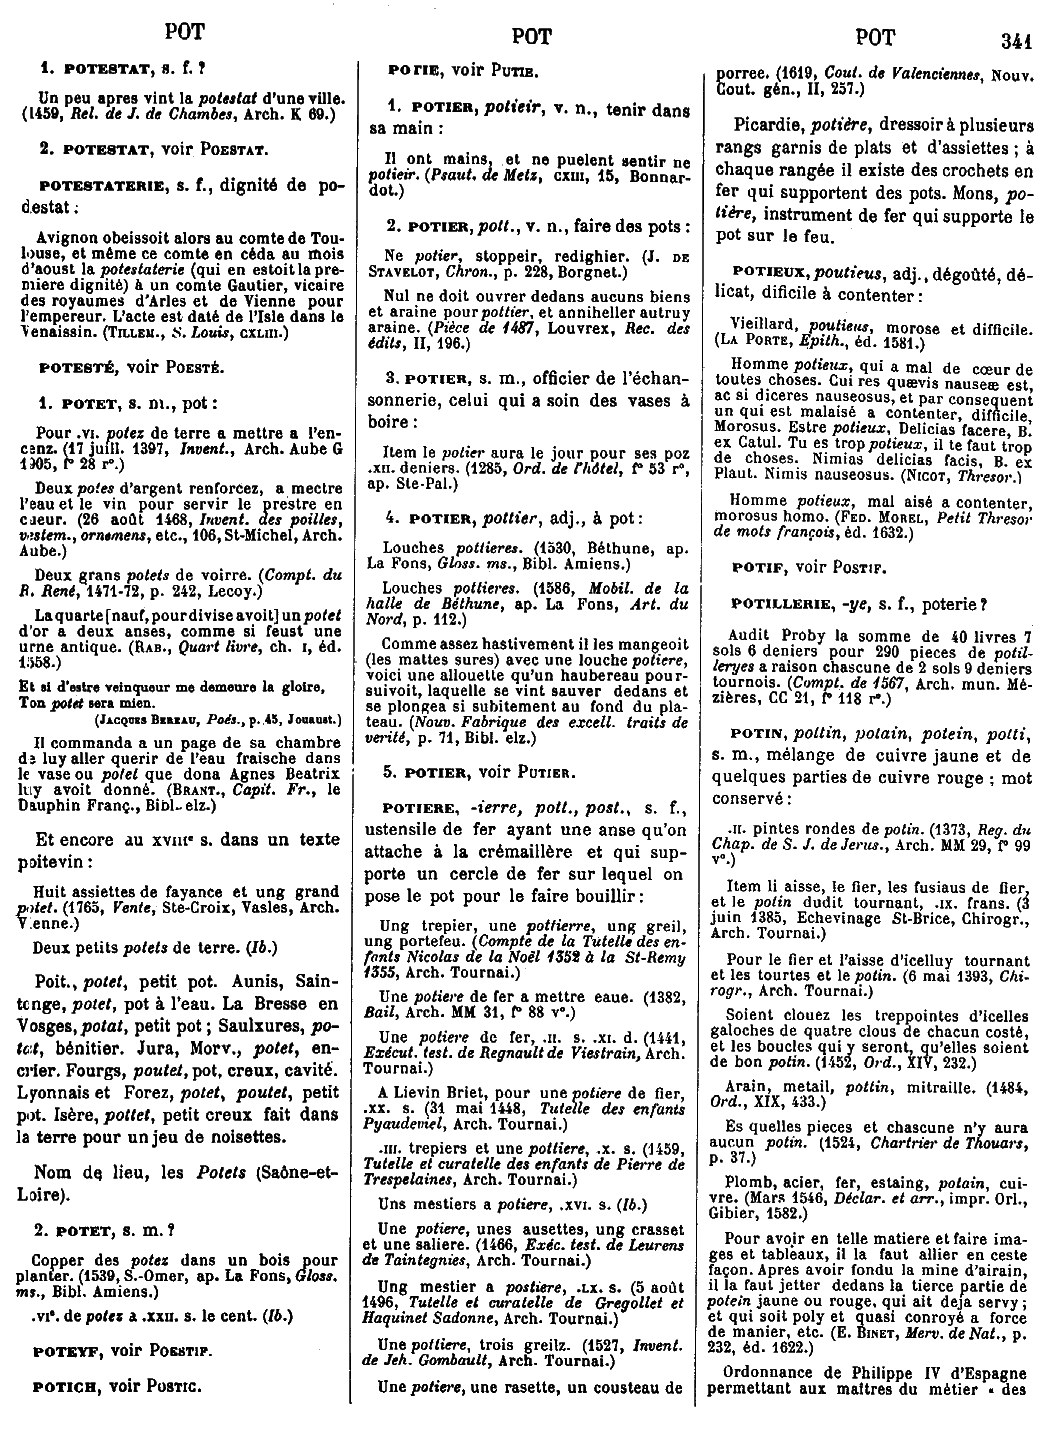 POT
1. POTESTAT, s. f. ?
Un peu apres vint la potestat d'une ville.
(1459, Rel. de J. de Chambes, Arch. K 69.)
2. POTESTAT, voir POESTAT.
POTESTATERIE, s. f., dignité de po-
destat :
Avignon obeissoit alors au comte de Tou-
louse, et même ce comte en céda au mois
d'aoust la potestaterie (qui en estoit la pre-
miere dignité) à un comte Gautier, vicaire
des royaumes d'Arles et de Vienne pour
l'empereur. L'acte est daté de l'Isle dans le
Venaissin. (TILLEM., S. Louis, CXLIII.)
POTESTÉ, voir POESTÉ.
1. POTET, s. m., pot :
Pour .VI. potez de terre a mettre a l'en-
cenz. (17 juill. 1397, Invent., Arch. Aube G
1905, f° 28 r°.)
Deux potes d'argent renforcez, a mectre
l'eau et le vin pour servir le prestre en
cueur. (26 août 1468, Invent. des poilles,
vestem., ornemens, etc., 106, St-Michel, Arch.
Aube.)
Deux grans potets de voirre. (Compt. du
R. René, 1471-72, p. 242, Lecoy.)
La quarte [nauf, pour divise avoit] un potet
d'or a deux anses, comme si feust une
urne antique. (RAB., Quart livre, ch. I, éd.
1558.)
Et si d'estre veinqueur me demeure la gloire,
Ton potet sera mien.
(JACQUES BEREAU, Poés., p. 45, Jouaust.)
Il commanda a un page de sa chambre
de luy aller querir de l'eau fraische dans
le vase ou potet que dona Agnes Beatrix
luy avoit donné. (BRANT., Capit. Fr., le
Dauphin Franç., Bibl. elz.)
Et encore au XVIIIe s. dans un texte
poitevin :
Huit assiettes de fayance et ung grand
potet. (1765, Vente, Ste-Croix, Vasles, Arch.
Vienne.)
Deux petits potets de terre. (Ib.)
Poit., potet, petit pot. Aunis, Sain-
tonge, potet, pot à l'eau. La Bresse en
Vosges, potat, petit pot ; Saulxures, po-
tet, bénitier. Jura, Morv., potet, en-
crier. Fourgs, poutet, pot, creux, cavité.
Lyonnais et Forez, potet, poutet, petit
pot. Isère, pottet, petit creux fait dans
la terre pour un jeu de noisettes.
Nom de lieu, les Potets (Saône-et-
Loire).
2. POTET, s. m. ?
Copper des potez dans un bois pour
planter. (1539, S.-Omer, ap. La Fons, Gloss.
ms., Bibl. Amiens.)
.VIe. de potez a .XXII. s. le cent. (Ib.)
POTEYF, voir POESTIF.
POTICH, voir POSTIC.
POT
POTIE, voir PUTIE.
1. POTIER, potieir, v. n., tenir dans
sa main :
Il ont mains, et ne puelent sentir ne
potieir. (Psaut. de Metz, CXIII, 15, Bonnar-
dot.)
2. POTIER, pott., v. n., faire des pots :
Ne potier, stoppeir, redighier. (J. DE
STAVELOT, Chron., p. 228, Borgnet.)
Nul ne doit ouvrer dedans aucuns biens
et araine pour potier, et anniheller autruy
araine. (Pièce de 1487, Louvrex, Rec. des
édits, II, 196.)
3. POTIER, s. m., officier de l'échan-
sonnerie, celui qui a soin des vases à
boire :
Item le potier aura le jour pour ses poz
.XII. deniers. (1285, Ord. de l'hôtel, f° 53 r°,
ap. Ste-Pal.)
4. POTIER, pottier, adj., à pot :
Louches pottieres. (1530, Béthune, ap.
La Fons, Gloss. ms., Bibl. Amiens.)
Louches pottieres. (1586, Mobil. de la
halle de Béthune, ap. La Fons, Art. du
Nord, p. 112.)
Comme assez hastivement il les mangeoit
(les mattes sures) avec une louche potiere,
voici une allouette qu'un haubereau pour-
suivoit, laquelle se vint sauver dedans et
se plongea si subitement au fond du pla-
teau. (Nouv. Fabrique des excell. traits de
verité, p. 71, Bibl. elz.)
5. POTIER, voir PUTIER.
POTIERE, -ierre, pott., post., s. f.,
ustensile de fer ayant une anse qu'on
attache à la crémaillère et qui sup-
porte un cercle de fer sur lequel on
pose le pot pour le faire bouillir :
Ung trepier, une pottierre, ung greil,
ung portefeu. (Compte de la Tutelle des en-
fants Nicolas de la Noël 1352 à la St-Remy
1355, Arch. Tournai.)
Une potiere de fer a mettre eaue. (1382,
Bail, Arch. MM 31, f° 88 v°.)
Une potiere de fer, .II. s. .XI. d. (1441,
Exécut. test. de Regnault de Viestrain, Arch.
Tournai.)
A Lievin Briet, pour une potiere de fier,
.XX. s. (31 mai 1448, Tutelle des enfants
Pyaudemel, Arch. Tournai.)
.III. trepiers et une pottiere, .X. s. (1459,
Tutelle et curatelle des enfants de Pierre de
Trespelaines, Arch. Tournai.)
Uns mestiers a potiere, .XVI. s. (Ib.)
Une potiere, unes ausettes, ung crasset
et une saliere. (1466, Exéc. test. de Leurens
de Taintegnies, Arch. Tournai.)
Ung mestier a postiere, .LX. s. (5 août
1496, Tutelle et curatelle de Gregollet et
Haquinet Sadonne, Arch. Tournai.)
Une pottiere, trois greilz. (1527, Invent.
de Jeh. Gombault, Arch. Tournai.)
Une potiere, une rasette, un cousteau de
POT 341
porree. (1619, Cout. de Valenciennes, Nouv.
Cout. gén., II, 257.)
Picardie, potière, dressoir à plusieurs
rangs garnis de plats et d'assiettes ; à
chaque rangée il existe des crochets en
fer qui supportent des pots. Mons, po-
tière, instrument de fer qui supporte le
pot sur le feu.
POTIEUX, poutieus, adj., dégoûté, dé-
licat, dificile à contenter :
Vieillard, poutieus, morose et difficile.
(LA PORTE, Epith., éd. 1581.)
Homme potieux, qui a mal de cœur de
toutes choses. Cui res quævis nauseæ est,
ac si diceres nauseosus, et par consequent
un qui est malaisé a contenter, difficile,
Morosus. Estre potieux, Delicias facere, B.
ex Catul. Tu es trop potieux, il te faut trop
de choses. Nimias delicias facis, B. ex
Plaut. Nimis nauseosus. (NICOT, Thresor.)
Homme potieux, mal aisé a contenter,
morosus homo. (FED. MOREL, Petit Thresor
de mots françois, éd. 1632.)
POTIF, voir POSTIF.
POTILLERIE, -ye, s. f., poterie ?
Audit Proby la somme de 40 livres 7
sols 6 deniers pour 290 pieces de potil-
leryes a raison chascune de 2 sols 9 deniers
tournois. (Compt. de 1567, Arch. mun. Mé-
zières, CC 21, f° 118 r°.)
POTIN, pottin, potain, potein, potti,
s. m., mélange de cuivre jaune et de
quelques parties de cuivre rouge ; mot
conservé :
.II. pintes rondes de potin. (1373, Reg. du
Chap. de S. J. de Jerus., Arch. MM 29, f° 99
v°.)
Item li aisse, le fier, les fusiaus de fier,
et le potin dudit tournant, .IX. frans. (3
juin 1385, Echevinage St-Brice, Chirogr.,
Arch. Tournai.)
Pour le fier et l'aisse d'icelluy tournant
et les tourtes et le potin. (6 mai 1393, Chi-
rogr., Arch. Tournai.)
Soient clouez les treppointes d'icelles
galoches de quatre clous de chacun costé,
et les boucles qui y seront, qu'elles soient
de bon potin. (1452, Ord., XIV, 232.)
Arain, metail, pottin, mitraille. (1484,
Ord., XIX, 433.)
Es quelles pieces et chascune n'y aura
aucun potin. (1524, Chartrier de Thouars,
p. 37.)
Plomb, acier, fer, estaing, potain, cui-
vre. (Mars 1546, Déclar. et arr., impr. Orl.,
Gibier, 1582.)
Pour avoir en telle matiere et faire ima-
ges et tableaux, il la faut allier en ceste
façon. Apres avoir fondu la mine d'airain,
il la faut jetter dedans la tierce partie de
potein jaune ou rouge, qui ait deja servy ;
et qui soit poly et quasi conroyé a force
de manier, etc. (E. BINET, Merv. de Nat., p.
232, éd. 1622.)
Ordonnance de Philippe IV d'Espagne
permettant aux maîtres du métier « des